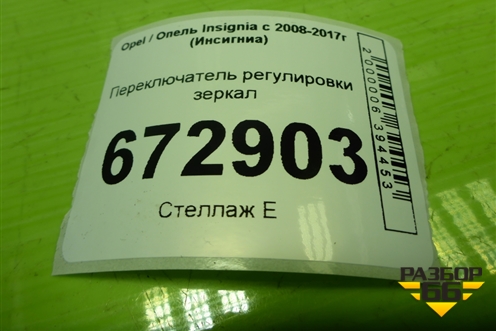 Opel / Опель Insignia с 2008-2017г
(Инсигниа)
Переключатель регулировки
зеркал
672903
Стеллаж Е
2000006394453
РАЗБОР
66